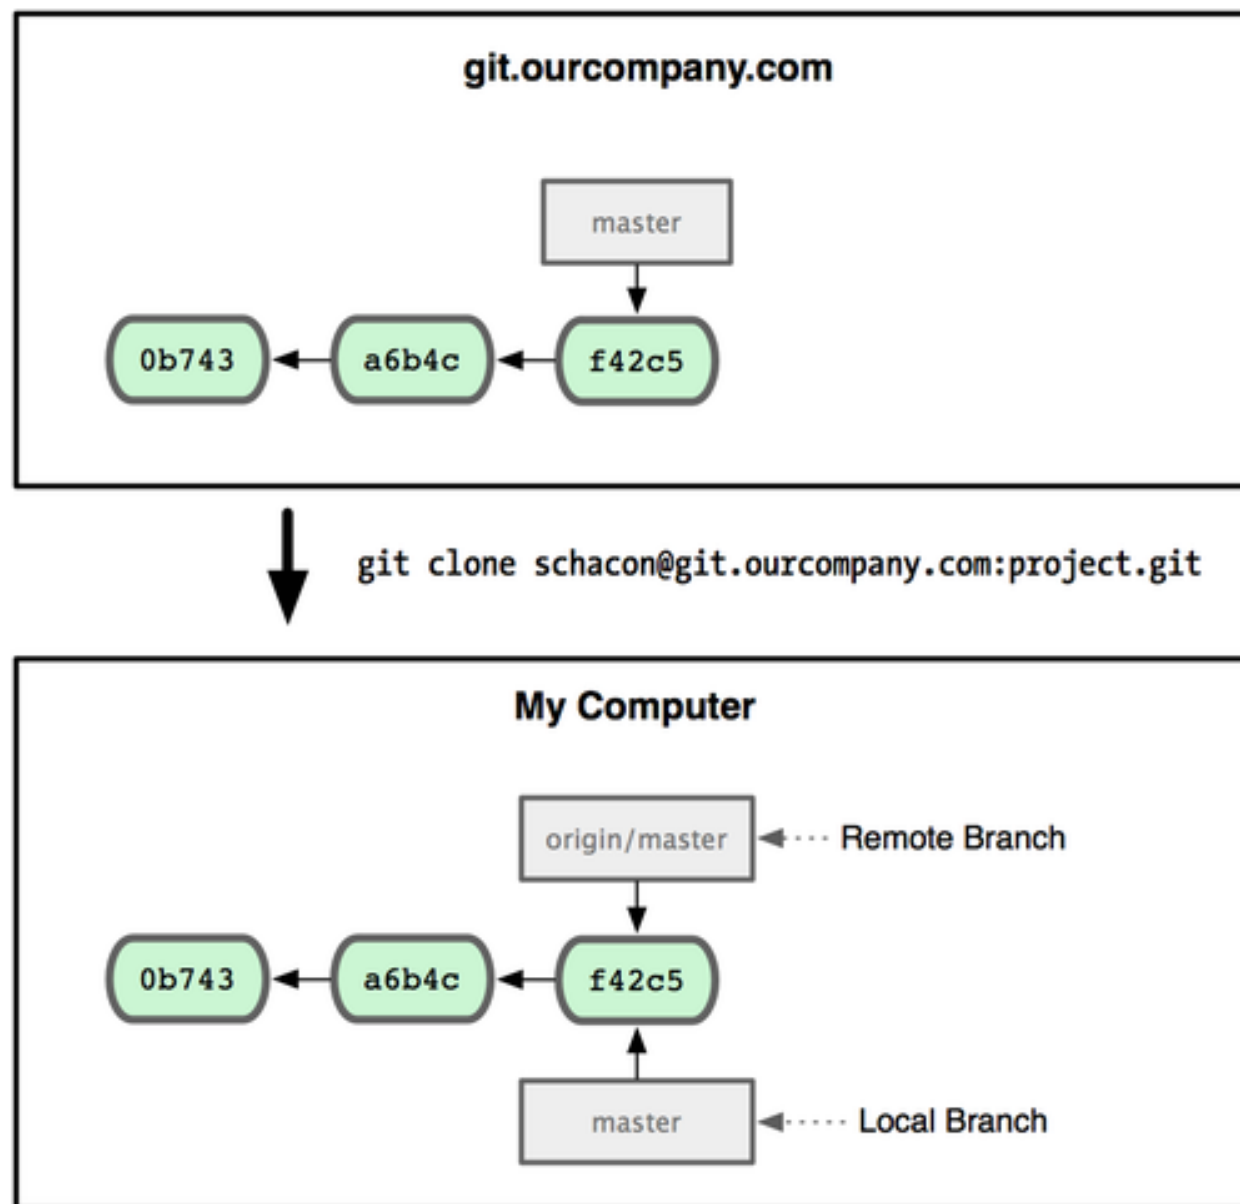 git.ourcompany.com
master
0b743 a6b4c f42c5
git clone schacon@git.ourcompany.com:project.git
My Computer
origin/master Remote Branch
0b743 a6b4c f42c5
master Local Branch